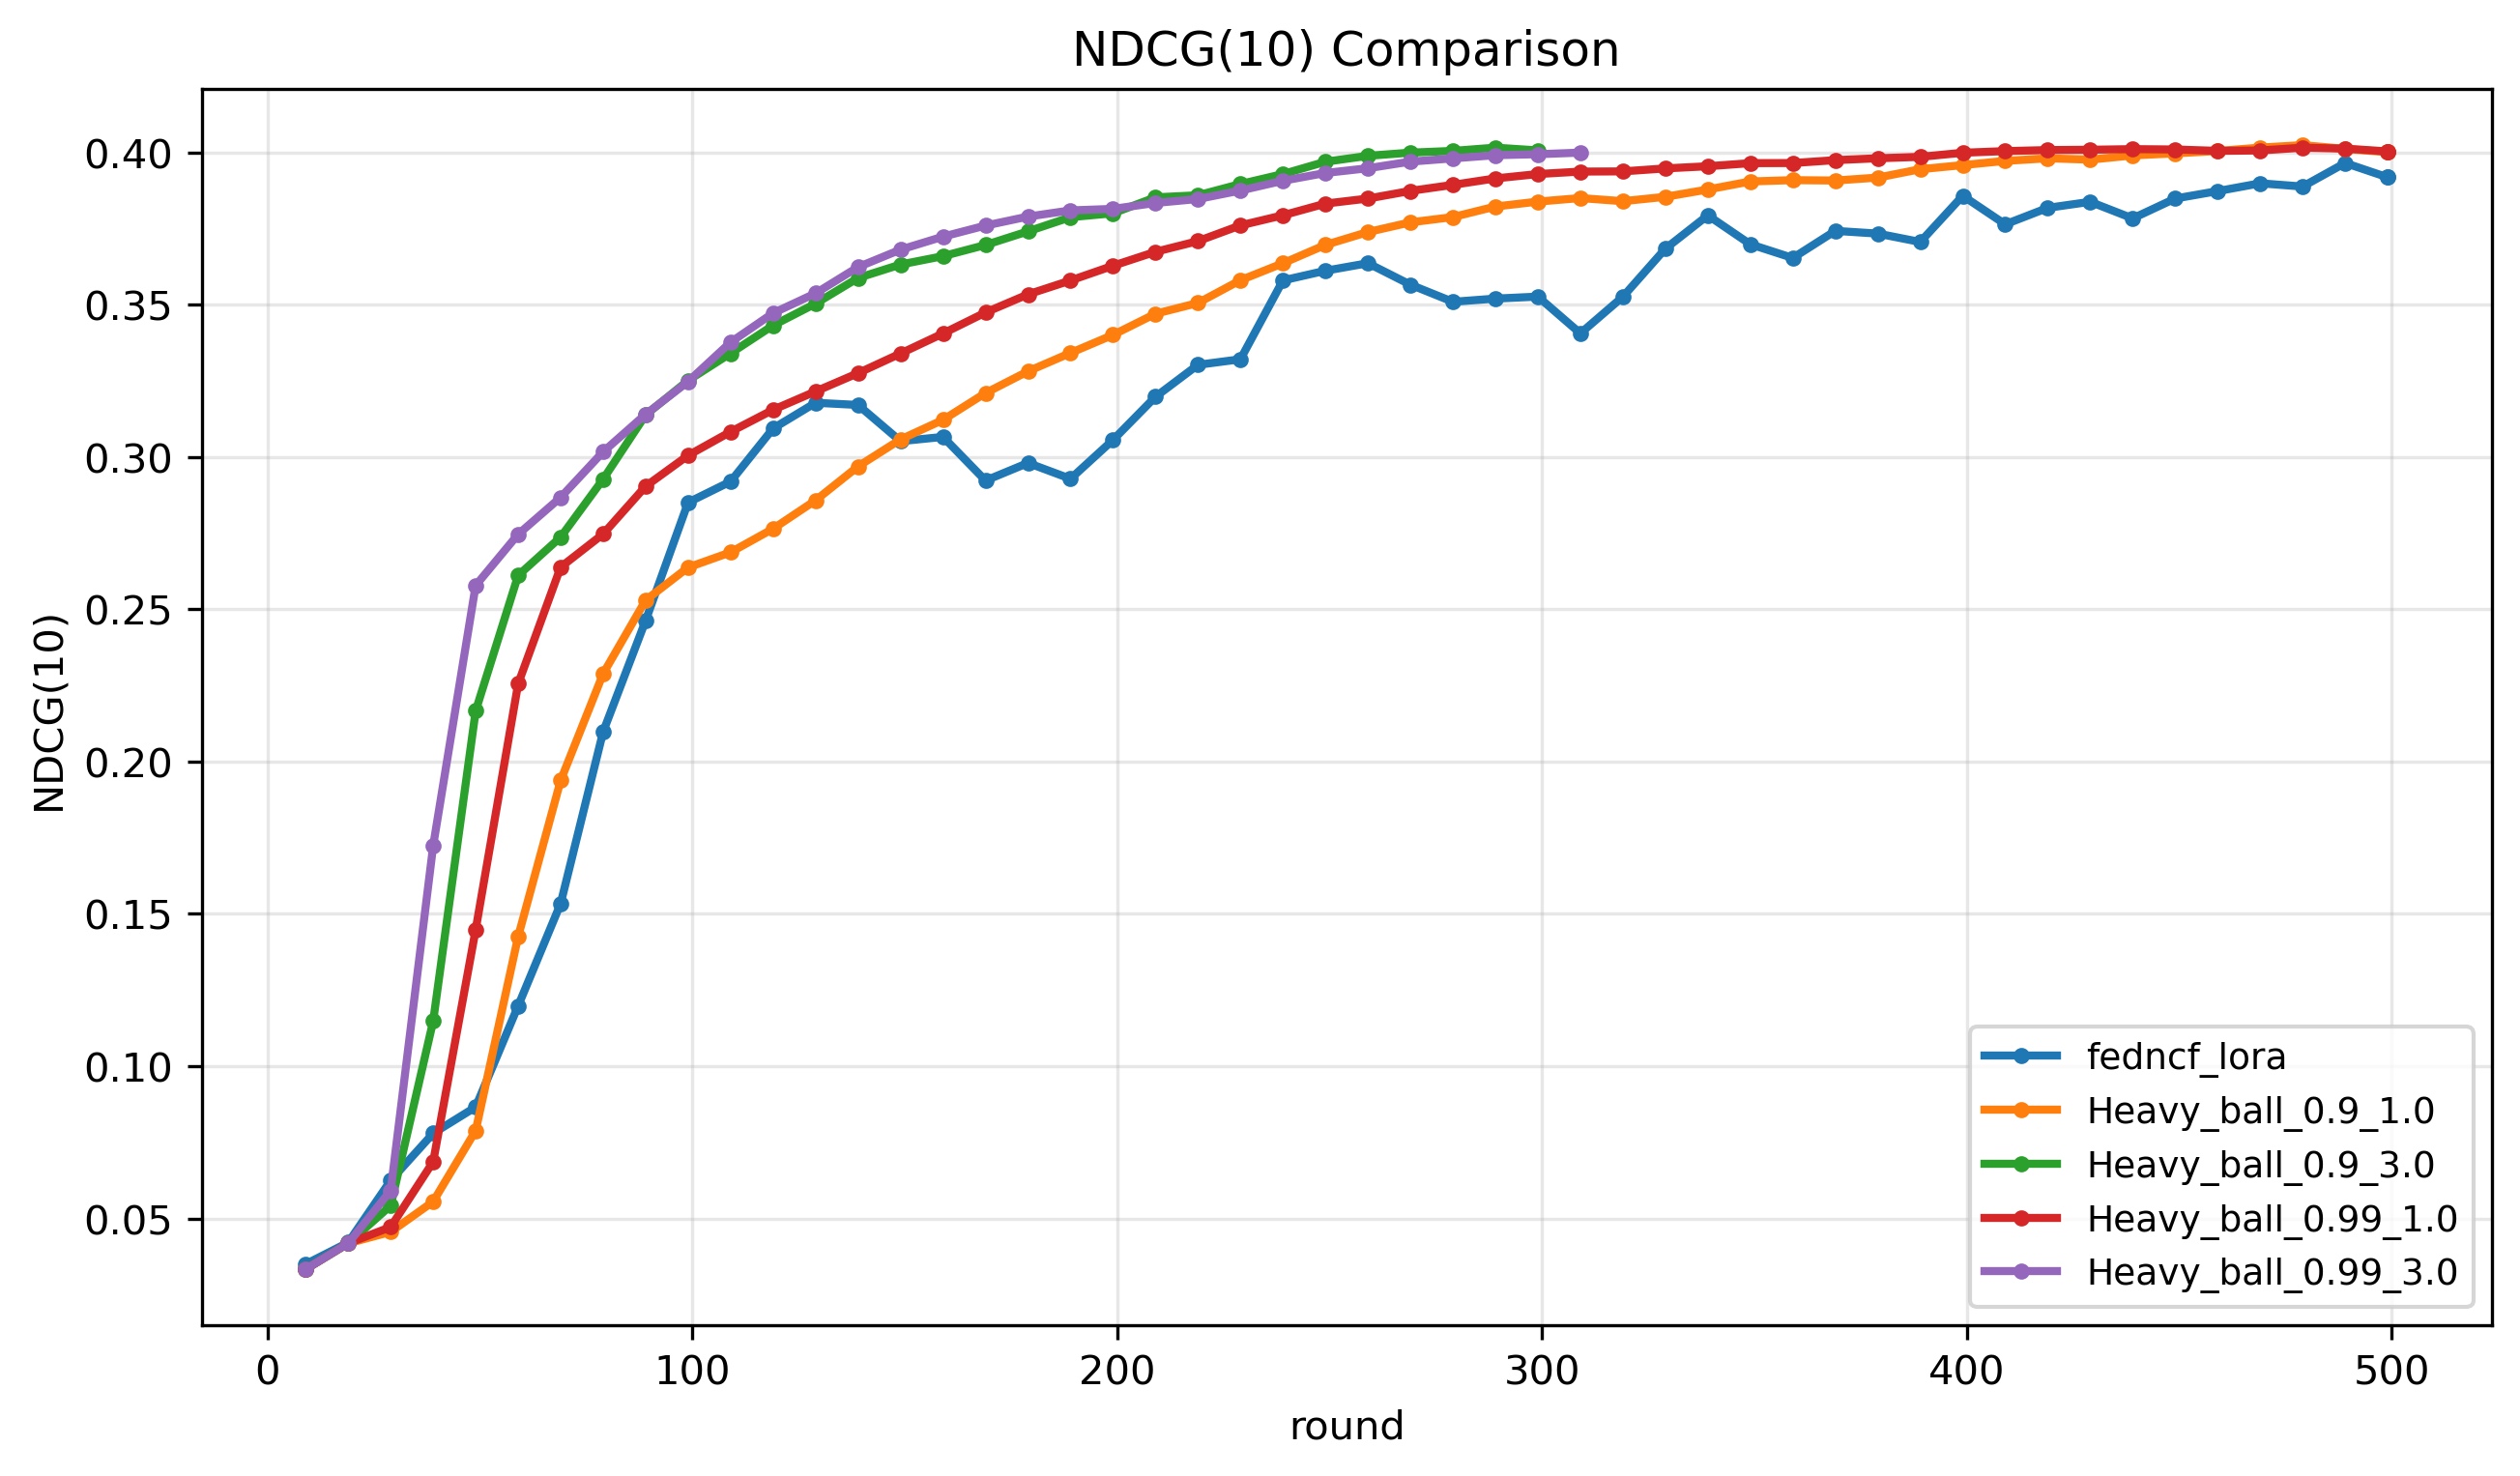 NDCG(10) Comparison
NDCG(10)
0.40
0.35
0.30
0.25
0.20
0.15
0.10
0.05
0 100 200 300 400 500
round
fedncf_lora
Heavy_ball_0.9_1.0
Heavy_ball_0.9_3.0
Heavy_ball_0.99_1.0
Heavy_ball_0.99_3.0